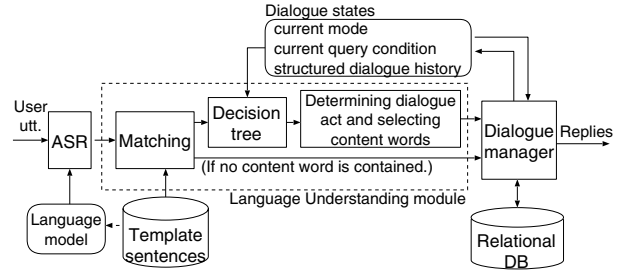 Dialogue states
current mode
current query condition
structured dialogue history
User
utt.
ASR
Matching
Decision
tree
Determining dialogue
act and selecting
content words
Dialogue
manager
Replies
(If no content word is contained.)
Language Understanding module
Language
model
Template
sentences
Relational
DB